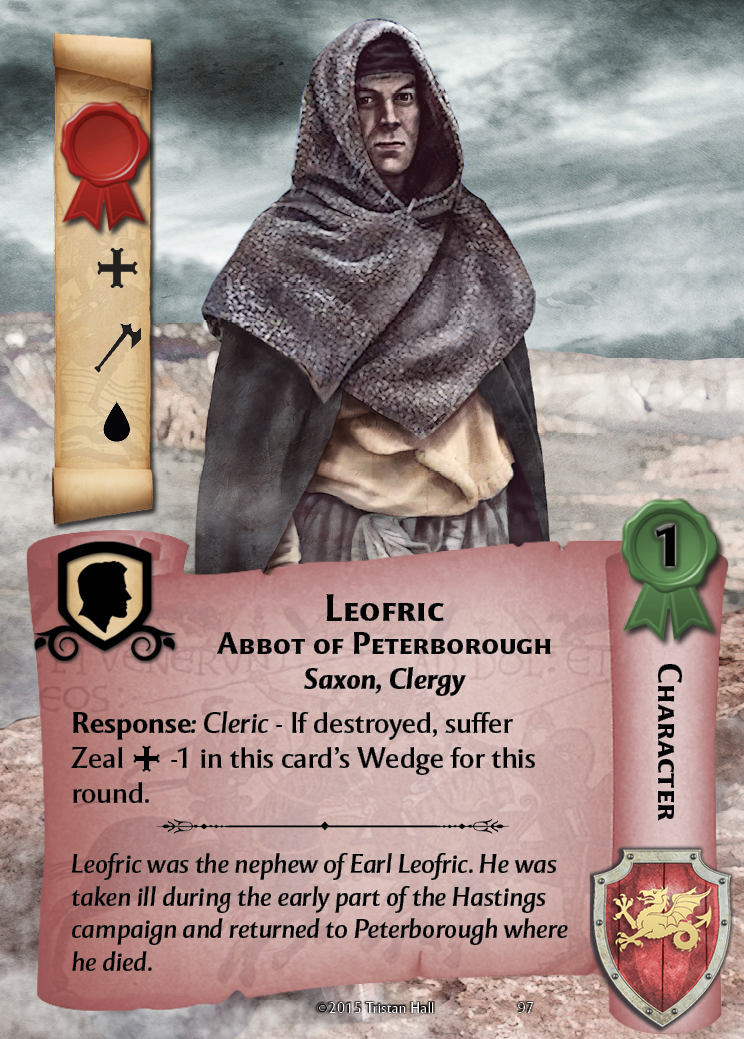 1
Leofric
Abbot of Peterborough
Saxon, Clergy
Character
Response: Cleric - If destroyed, suffer
Zeal -1 in this card's Wedge for this
round.
Leofric was the nephew of Earl Leofric. He was
taken ill during the early part of the Hastings
campaign and returned to Peterborough where
he died.
©2015 Tristan Hall
97